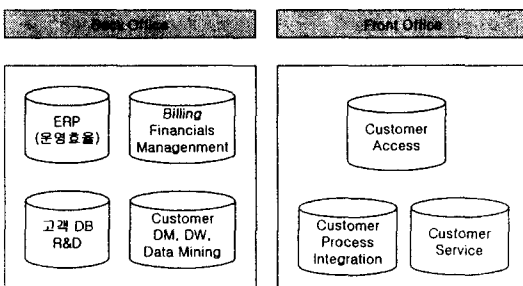 Back Office
Front Office
ERP
(운영효율)
Billing
Financials
Managenment
고객 DB
R&D
Customer
DM, DW,
Data Mining
Customer
Access
Customer
Process
Integration
Customer
Service